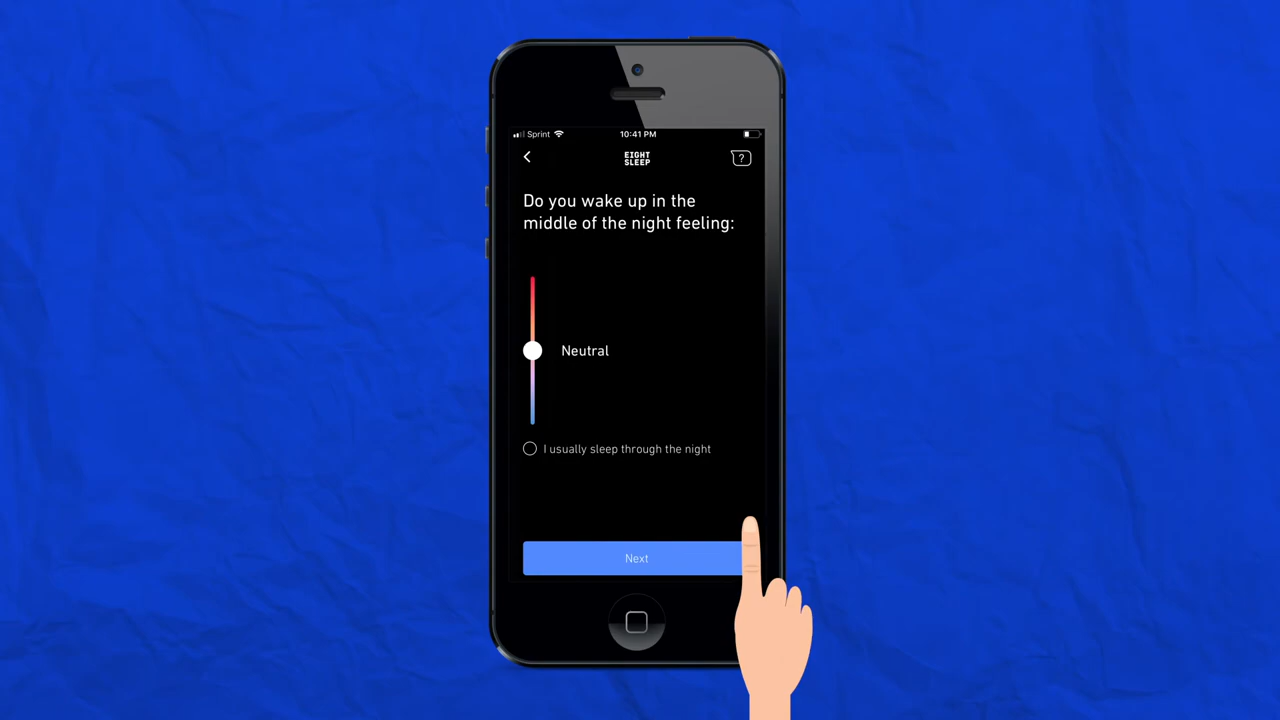 Sprint 10:41 PM
EIGHT
SLEEP
?
Do you wake up in the
middle of the night feeling:
Neutral
I usually sleep through the night
Next